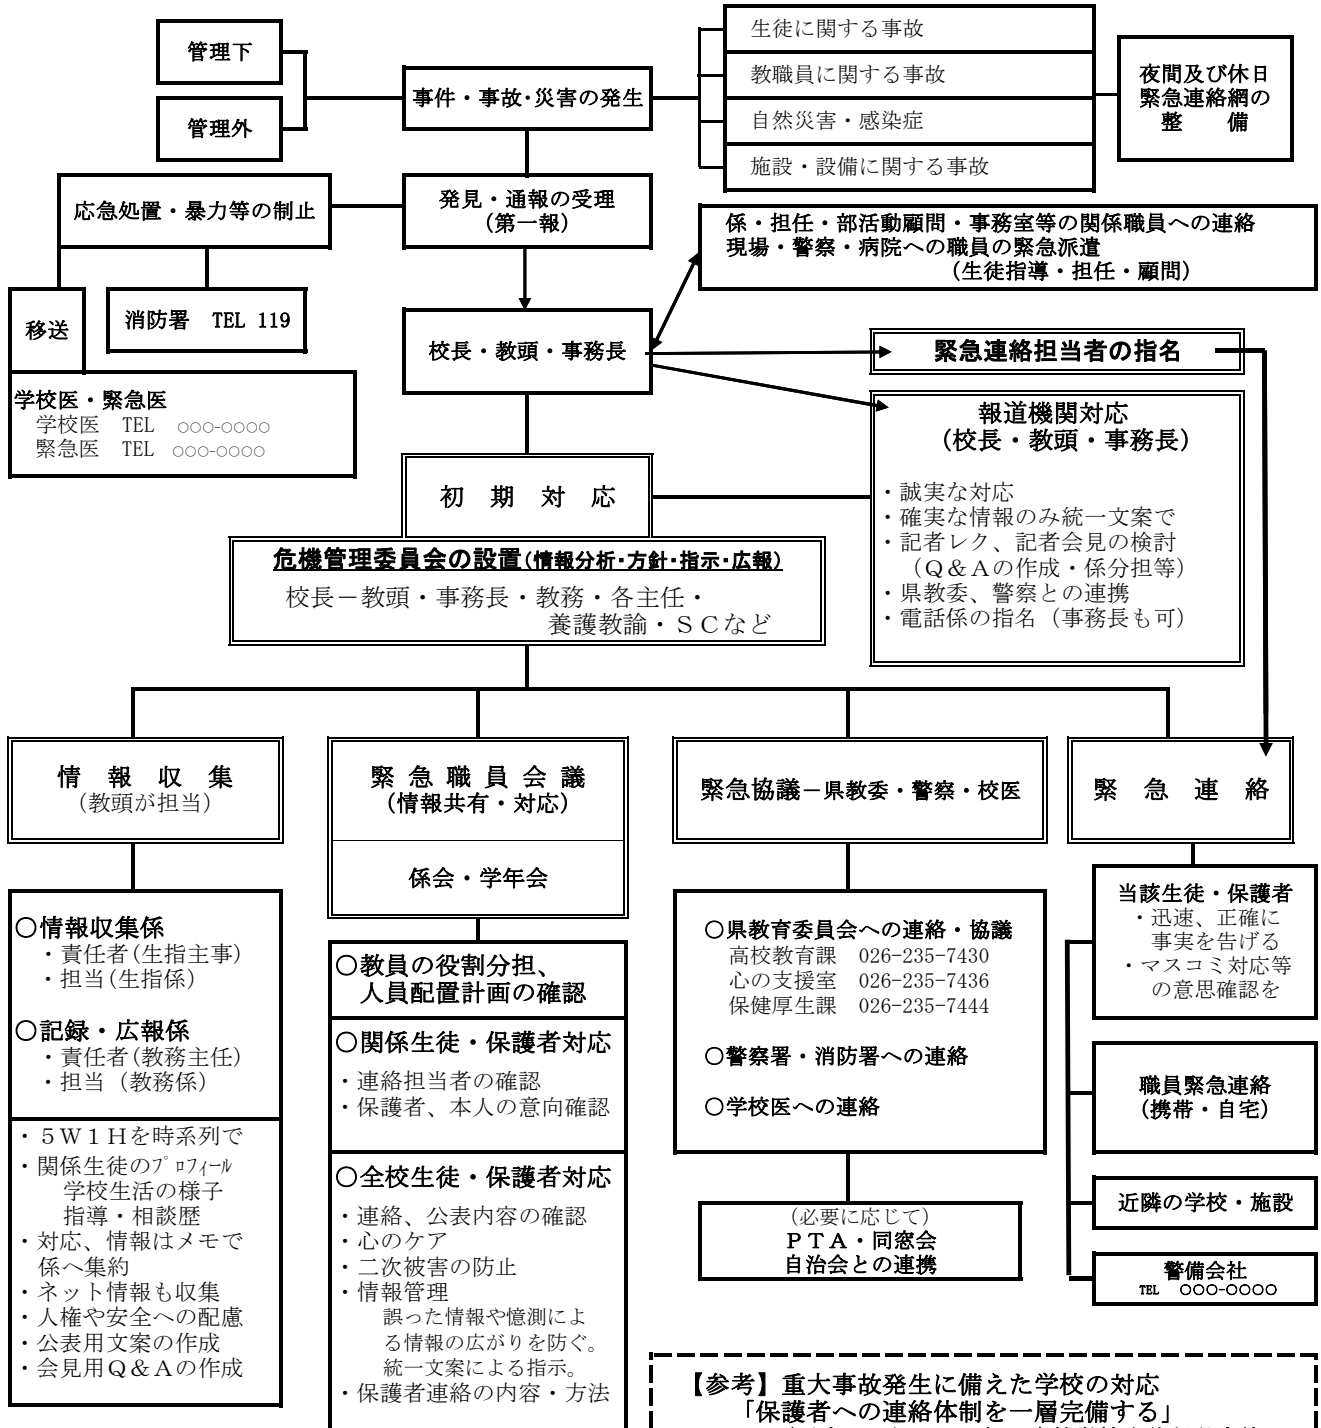 管理下
管理外
事件・事故・災害の発生
生徒に関する事故
教職員に関する事故
自然災害・感染症
施設・設備に関する事故
夜間及び休日
緊急連絡網の
整　　備
応急処置・暴力等の制止
発見・通報の受理
(第一報)
係・担任・部活動顧問・事務室等の関係職員への連絡
現場・警察・病院への職員の緊急派遣
(生徒指導・担任・顧問)
移送
消防署　TEL 119
校長・教頭・事務長
緊急連絡担当者の指名
学校医・緊急医
学校医　TEL　○○○-○○○○
緊急医　TEL　○○○-○○○○
報道機関対応
(校長・教頭・事務長)
・誠実な対応
・確実な情報のみ統一文案で
・記者レク、記者会見の検討
（Ｑ＆Ａの作成・係分担等）
・県教委、警察との連携
・電話係の指名（事務長も可）
初　期　対　応
危機管理委員会の設置(情報分析・方針・指示・広報)
校長－教頭・事務長・教務・各主任・
養護教諭・ＳＣなど
情　報　収　集
(教頭が担当)
緊 急 職 員 会 議
(情報共有・対応)
係会・学年会
緊急協議－県教委・警察・校医
緊　急　連　絡
○情報収集係
・責任者(生指主事)
・担当(生指係)
○記録・広報係
・責任者(教務主任)
・担当（教務係）
・５Ｗ１Ｈを時系列で
・関係生徒のﾌﾟﾛﾌｨｰﾙ
学校生活の様子
指導・相談歴
・対応、情報はメモで
係へ集約
・ネット情報も収集
・人権や安全への配慮
・公表用文案の作成
・会見用Ｑ＆Ａの作成
○教員の役割分担、
人員配置計画の確認
○関係生徒・保護者対応
・連絡担当者の確認
・保護者、本人の意向確認
○全校生徒・保護者対応
・連絡、公表内容の確認
・心のケア
・二次被害の防止
・情報管理
誤った情報や憶測によ
る情報の広がりを防ぐ。
統一文案による指示。
・保護者連絡の内容・方法
○県教育委員会への連絡・協議
高校教育課　026-235-7430
心の支援室　026-235-7436
保健厚生課　026-235-7444
○警察署・消防署への連絡
○学校医への連絡
(必要に応じて)
ＰＴＡ・同窓会
自治会との連携
当該生徒・保護者
・迅速、正確に
事実を告げる
・マスコミ対応等
の意思確認を
職員緊急連絡
(携帯・自宅)
近隣の学校・施設
警備会社
TEL　○○○-○○○○
【参考】重大事故発生に備えた学校の対応
「保護者への連絡体制を一層完備する」